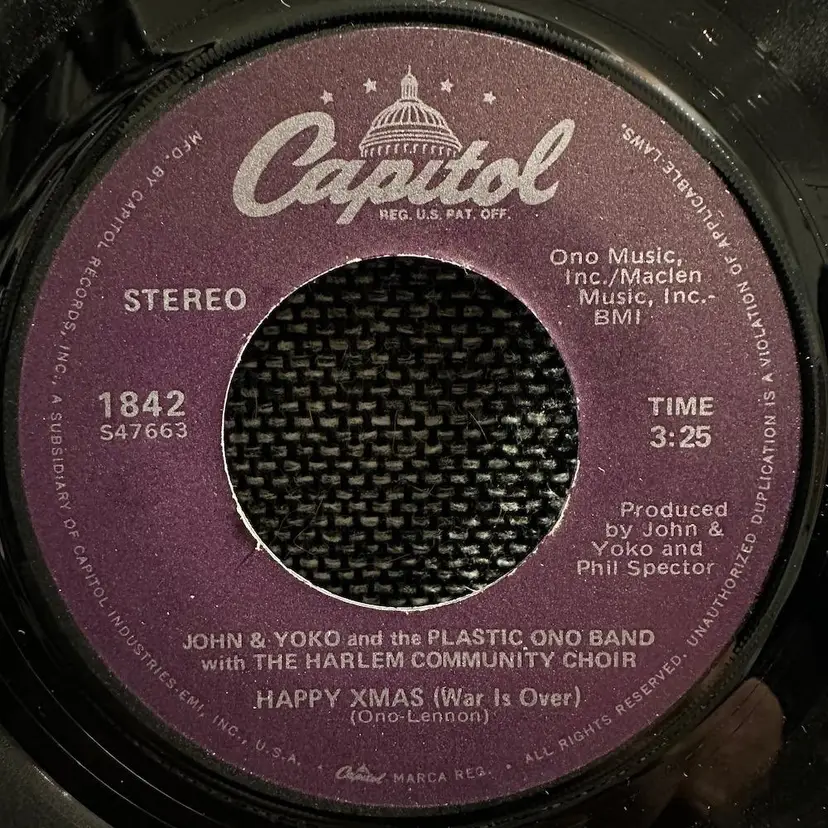 Capitol
REG. U.S. PAT. OFF.
STEREO
Ono Music,
Inc./Maclen
Music, Inc.-
BMI
1842
S47663
TIME
3:25
Produced
by John &
Yoko and
Phil Spector
JOHN & YOKO and the PLASTIC ONO BAND
with THE HARLEM COMMUNITY CHOIR
HAPPY XMAS (War Is Over)
(Ono-Lennon)
MFD. BY CAPITOL RECORDS, INC., A SUBSIDIARY OF CAPITOL INDUSTRIES-EMI, INC., U.S.A. • Capitol MARCA REG. • ALL RIGHTS RESERVED. UNAUTHORIZED DUPLICATION IS A VIOLATION OF APPLICABLE LAWS.